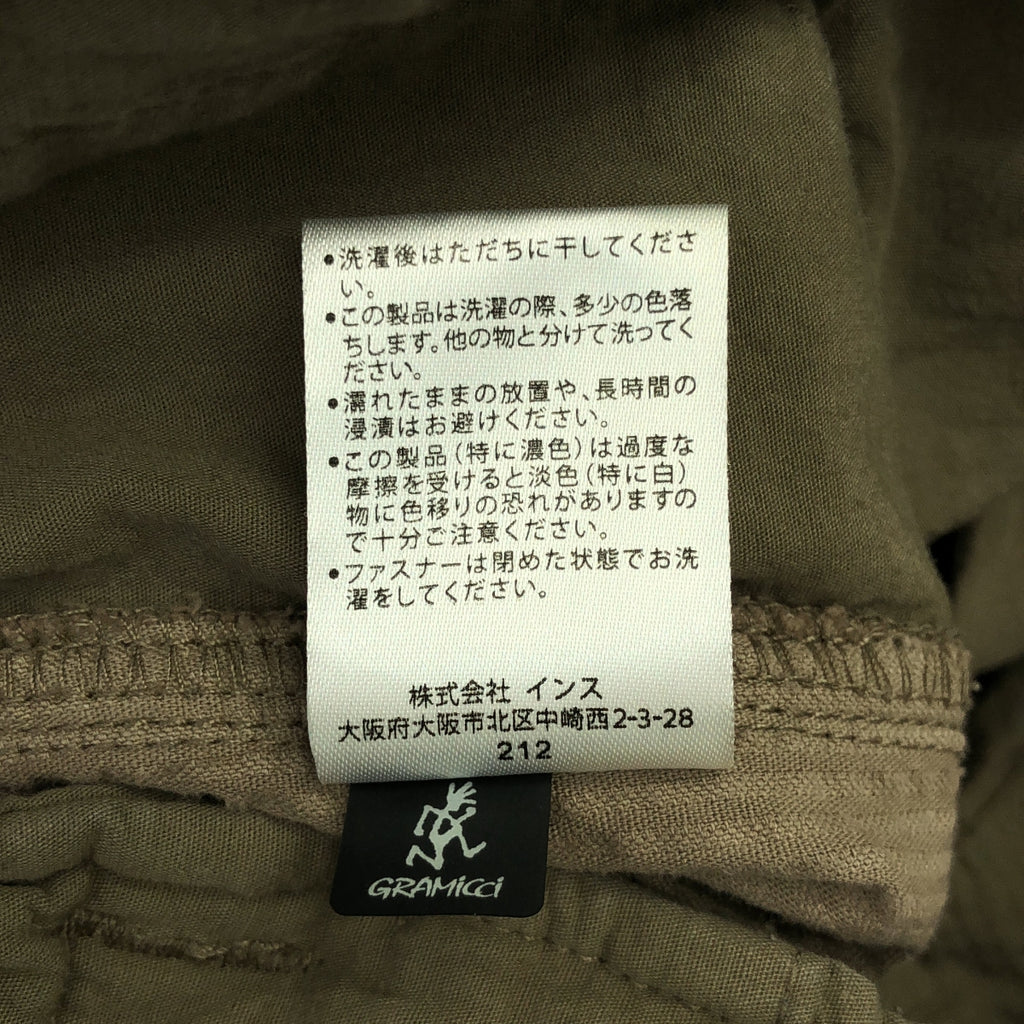 •洗濯後はただちに干してくださ
い。
•この製品は洗濯の際、多少の色落
ちします。他の物と分けて洗ってく
ださい。
•濡れたままの放置や、長時間の
浸漬はお避けください。
•この製品(特に濃色)は過度な
摩擦を受けると淡色(特に白)
物に色移りの恐れがありますの
で十分ご注意ください。
•ファスナーは閉めた状態でお洗
濯をしてください。
株式会社 インス
大阪府大阪市北区中崎西2-3-28
212
GRAMiCCi